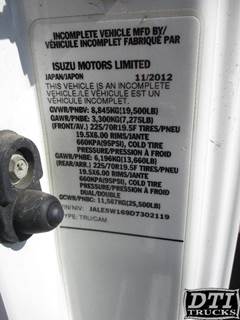 INCOMPLETE VEHICLE MFD BY/
VÉHICULE INCOMPLET FABRIQUÉ PAR
ISUZU MOTORS LIMITED
JAPAN/JAPON 11/2012
THIS VEHICLE IS AN INCOMPLETE
VEHICLE/LE VÉHICULE EST UN
VÉHICULE INCOMPLET
GVWR/PNBV: 8,845KG(19,500LB)
GAWR/PNBE: 3,300KG(7,275LB)
(FRONT/AV.) 225/70R19.5F TIRES/PNEU
19.5X6.00 RIMS/JANTE
660KPA(95PSI), COLD TIRE
PRESSURE/PRESSION À FROID
GAWR/PNBE: 6,196KG(13,660LB)
(REAR/ARR.) 225/70R19.5F TIRES/PNEU
19.5X6.00 RIMS/JANTE
660KPA(95PSI), COLD TIRE
PRESSURE/PRESSION À FROID
DUAL/DOUBLE
GCWR/PNBC: 11,567KG(25,500LB)
VIN/NIV: JALE5W169D7302119
TYPE: TRU/CAM
DTI
TRUCKS